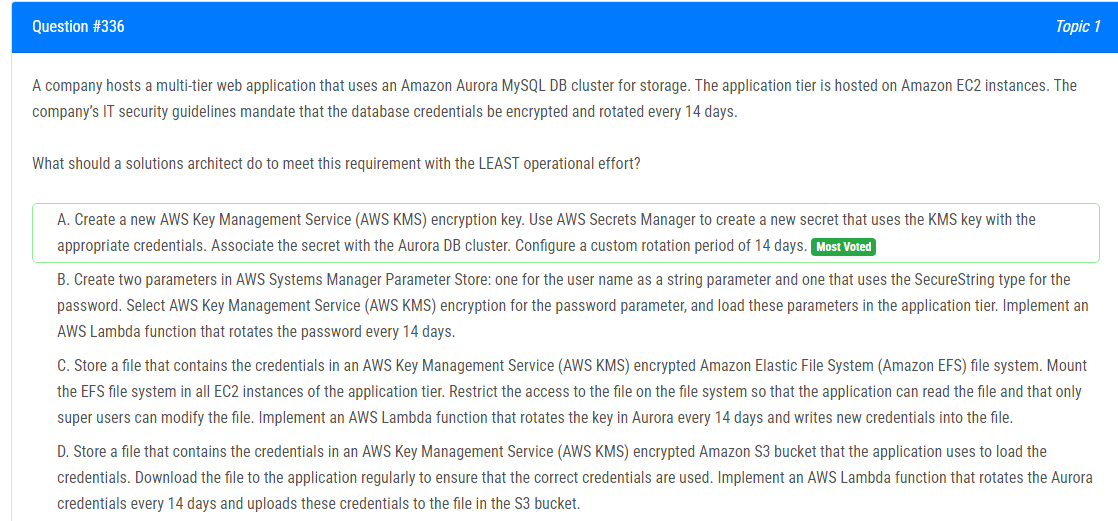 Question #336
Topic 1
A company hosts a multi-tier web application that uses an Amazon Aurora MySQL DB cluster for storage. The application tier is hosted on Amazon EC2 instances. The
company's IT security guidelines mandate that the database credentials be encrypted and rotated every 14 days.
What should a solutions architect do to meet this requirement with the LEAST operational effort?
A. Create a new AWS Key Management Service (AWS KMS) encryption key. Use AWS Secrets Manager to create a new secret that uses the KMS key with the
appropriate credentials. Associate the secret with the Aurora DB cluster. Configure a custom rotation period of 14 days. Most Voted
B. Create two parameters in AWS Systems Manager Parameter Store: one for the user name as a string parameter and one that uses the SecureString type for the
password. Select AWS Key Management Service (AWS KMS) encryption for the password parameter, and load these parameters in the application tier. Implement an
AWS Lambda function that rotates the password every 14 days.
C. Store a file that contains the credentials in an AWS Key Management Service (AWS KMS) encrypted Amazon Elastic File System (Amazon EFS) file system. Mount
the EFS file system in all EC2 instances of the application tier. Restrict the access to the file on the file system so that the application can read the file and that only
super users can modify the file. Implement an AWS Lambda function that rotates the key in Aurora every 14 days and writes new credentials into the file.
D. Store a file that contains the credentials in an AWS Key Management Service (AWS KMS) encrypted Amazon S3 bucket that the application uses to load the
credentials. Download the file to the application regularly to ensure that the correct credentials are used. Implement an AWS Lambda function that rotates the Aurora
credentials every 14 days and uploads these credentials to the file in the S3 bucket.